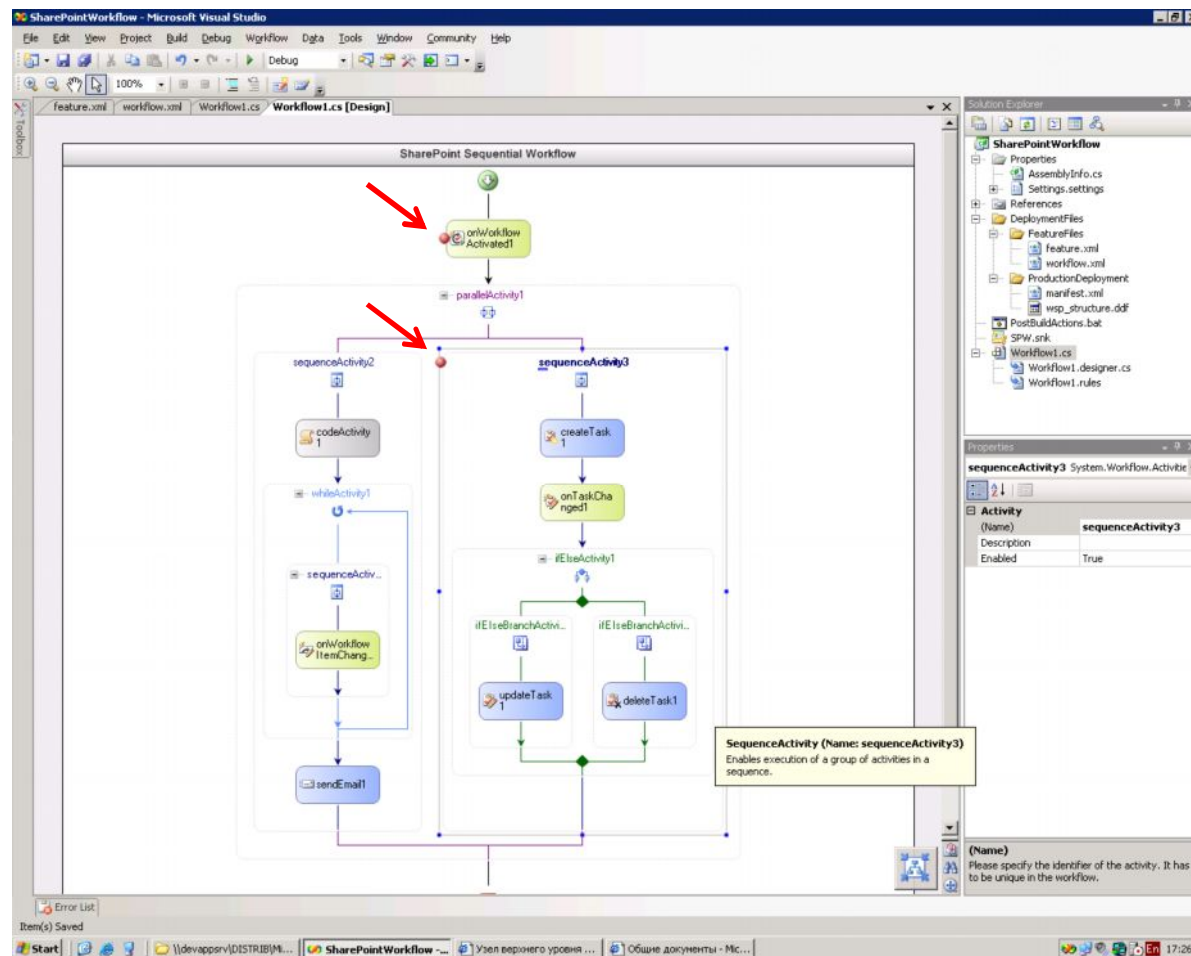 SharePointWorkflow - Microsoft Visual Studio
File Edit View Project Build Debug Workflow Data Tools Window Community Help
Debug
100%
Toolbox
feature.xml workflow.xml Workflow1.cs Workflow1.cs [Design]
SharePoint Sequential Workflow
onWorkflow
Activated1
parallelActivity1
sequenceActivity2
sequenceActivity3
codeActivity
1
createTask
1
whileActivity1
onTaskCha
nged1
ifElseActivity1
sequenceActiv...
ifElseBranchActivi...
ifElseBranchActivi...
onWorkflow
ItemChang...
updateTask
1
deleteTask1
sendEmail1
SequenceActivity (Name: sequenceActivity3)
Enables execution of a group of activities in a
sequence.
Solution Explorer
SharePointWorkflow
Properties
AssemblyInfo.cs
Settings.settings
References
DeploymentFiles
FeatureFiles
feature.xml
workflow.xml
ProductionDeployment
manifest.xml
wsp_structure.ddf
PostBuildActions.bat
SPW.snk
Workflow1.cs
Workflow1.designer.cs
Workflow1.rules
Properties
sequenceActivity3 System.Workflow.Activitie
Activity
(Name) sequenceActivity3
Description
Enabled True
(Name)
Please specify the identifier of the activity. It has
to be unique in the workflow.
Error List
Item(s) Saved
Start \\devappsrv\DISTRIB\Mi... SharePointWorkflow -... Узел верхнего уровня ... Общие документы - Mic... En 17:26